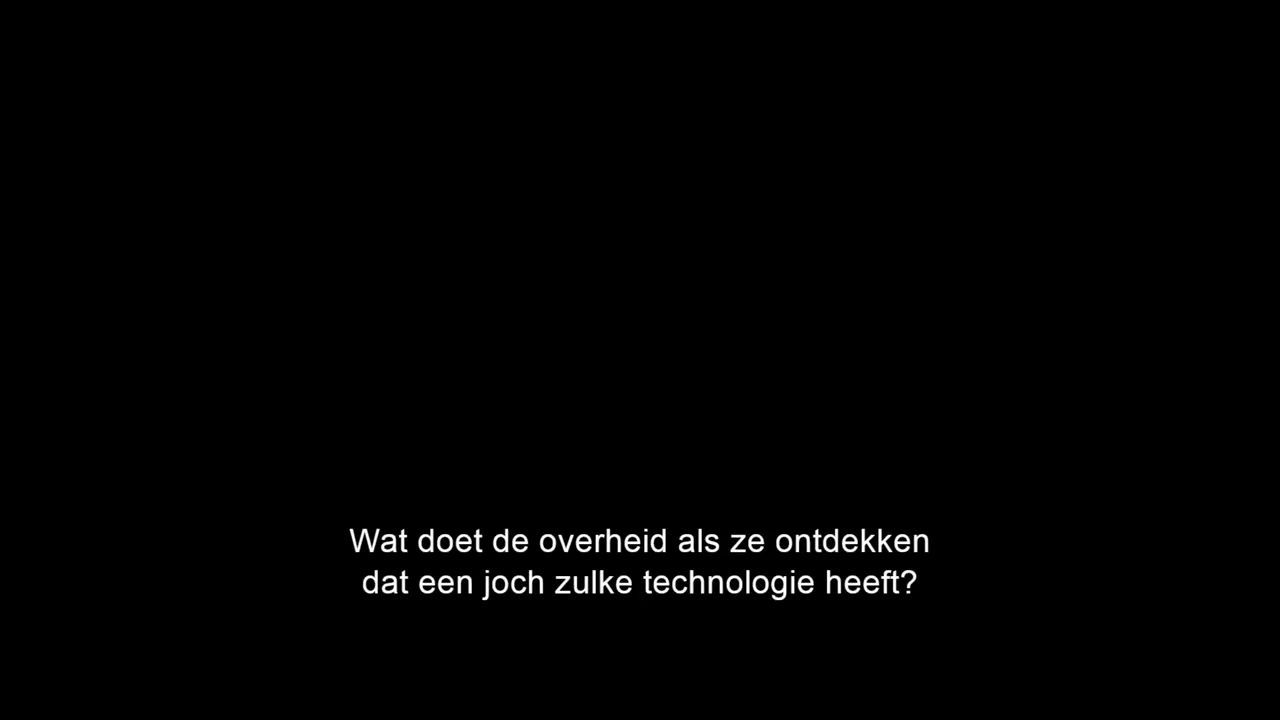 Wat doet de overheid als ze ontdekken
dat een joch zulke technologie heeft?